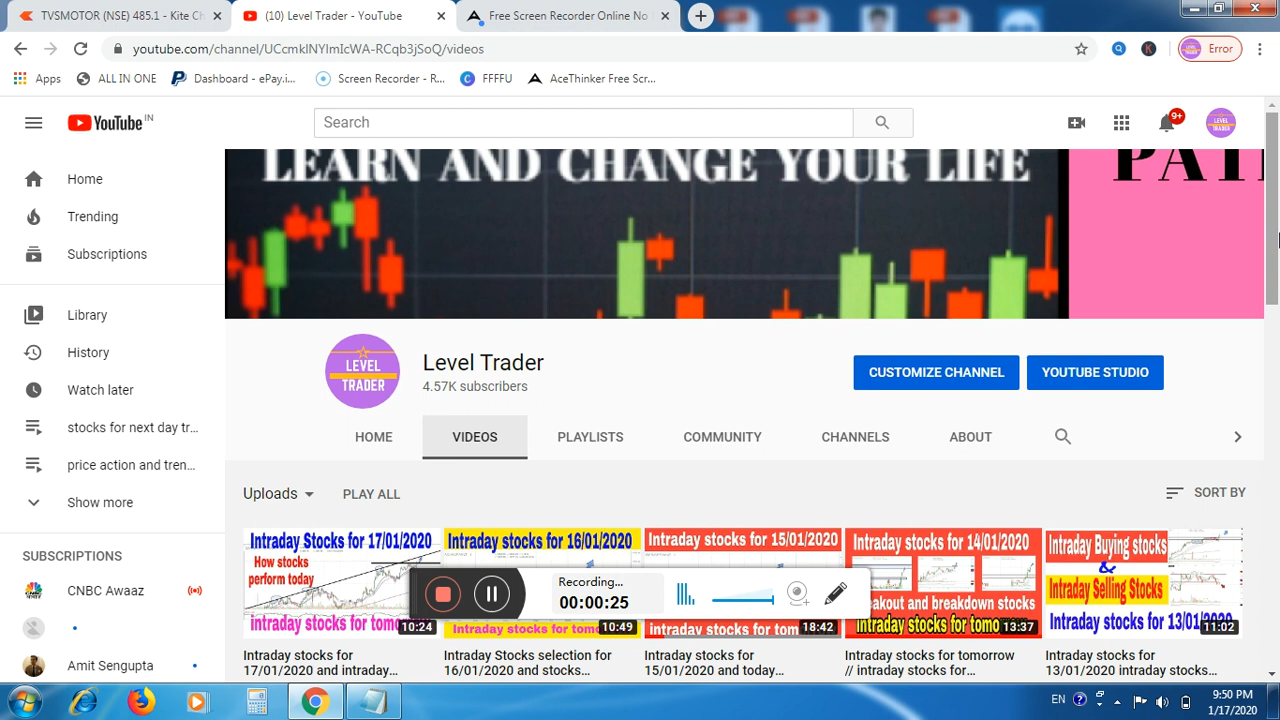 TVSMOTOR (NSE) 485.1 - Kite Ch
(10) Level Trader - YouTube
Free Screen Recorder Online No
youtube.com/channel/UCcmkINYlmIcWA-RCqb3jSoQ/videos
Error
Apps
ALL IN ONE
Dashboard - ePay.i...
Screen Recorder - R...
FFFFU
AceThinker Free Scr...
YouTube IN
Search
9+
LEVEL
TRADER
Home
Trending
Subscriptions
Library
History
Watch later
stocks for next day tr...
price action and tren...
Show more
SUBSCRIPTIONS
CNBC Awaaz
Amit Sengupta
LEARN AND CHANGE YOUR LIFE
LEVEL
TRADER
Level Trader
4.57K subscribers
CUSTOMIZE CHANNEL
YOUTUBE STUDIO
HOME
VIDEOS
PLAYLISTS
COMMUNITY
CHANNELS
ABOUT
Uploads
PLAY ALL
SORT BY
Intraday Stocks for 17/01/2020
How stocks
perform today
intraday stocks for tomo
10:24
Intraday stocks for
17/01/2020 and intraday...
Intraday stocks for 16/01/2020
Intraday stocks for tomo
10:49
Intraday Stocks selection for
16/01/2020 and stocks...
Intraday stocks for 15/01/2020
intraday stocks for tom
18:42
Intraday stocks for
15/01/2020 and today...
Intraday stocks for 14/01/2020
eakout and breakdown stocks
intraday stocks for tomo
13:37
Intraday stocks for tomorrow
// intraday stocks for...
Intraday Buying stocks
&
Intraday Selling Stocks
Intraday stocks for 13/01/20
11:02
Intraday stocks for
13/01/2020 intraday stocks...
Recording...
00:00:25
EN
9:50 PM
1/17/2020